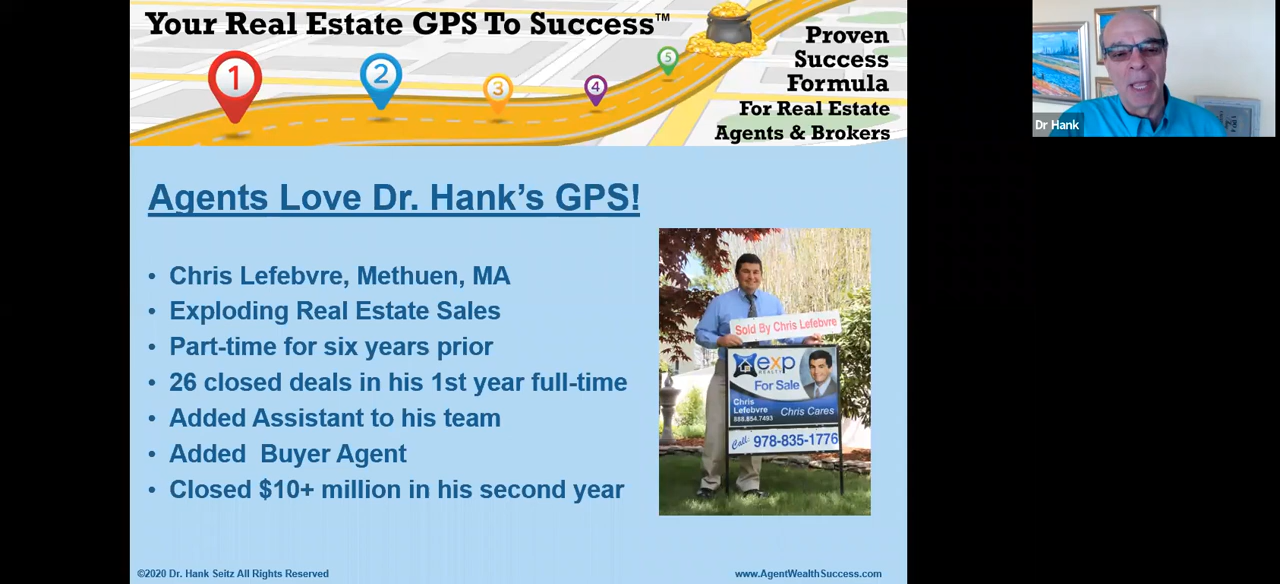 Your Real Estate GPS To Success™
1
2
3
4
5
Proven
Success
Formula
For Real Estate
Agents & Brokers
Dr Hank
Agents Love Dr. Hank’s GPS!
• Chris Lefebvre, Methuen, MA
• Exploding Real Estate Sales
• Part-time for six years prior
• 26 closed deals in his 1st year full-time
• Added Assistant to his team
• Added  Buyer Agent
• Closed $10+ million in his second year
Sold By Chris Lefebvre
exp
REALTY
For Sale
Chris
Lefebvre
888.854.7493
Chris Cares
Call: 978-835-1776
©2020 Dr. Hank Seitz All Rights Reserved
www.AgentWealthSuccess.com